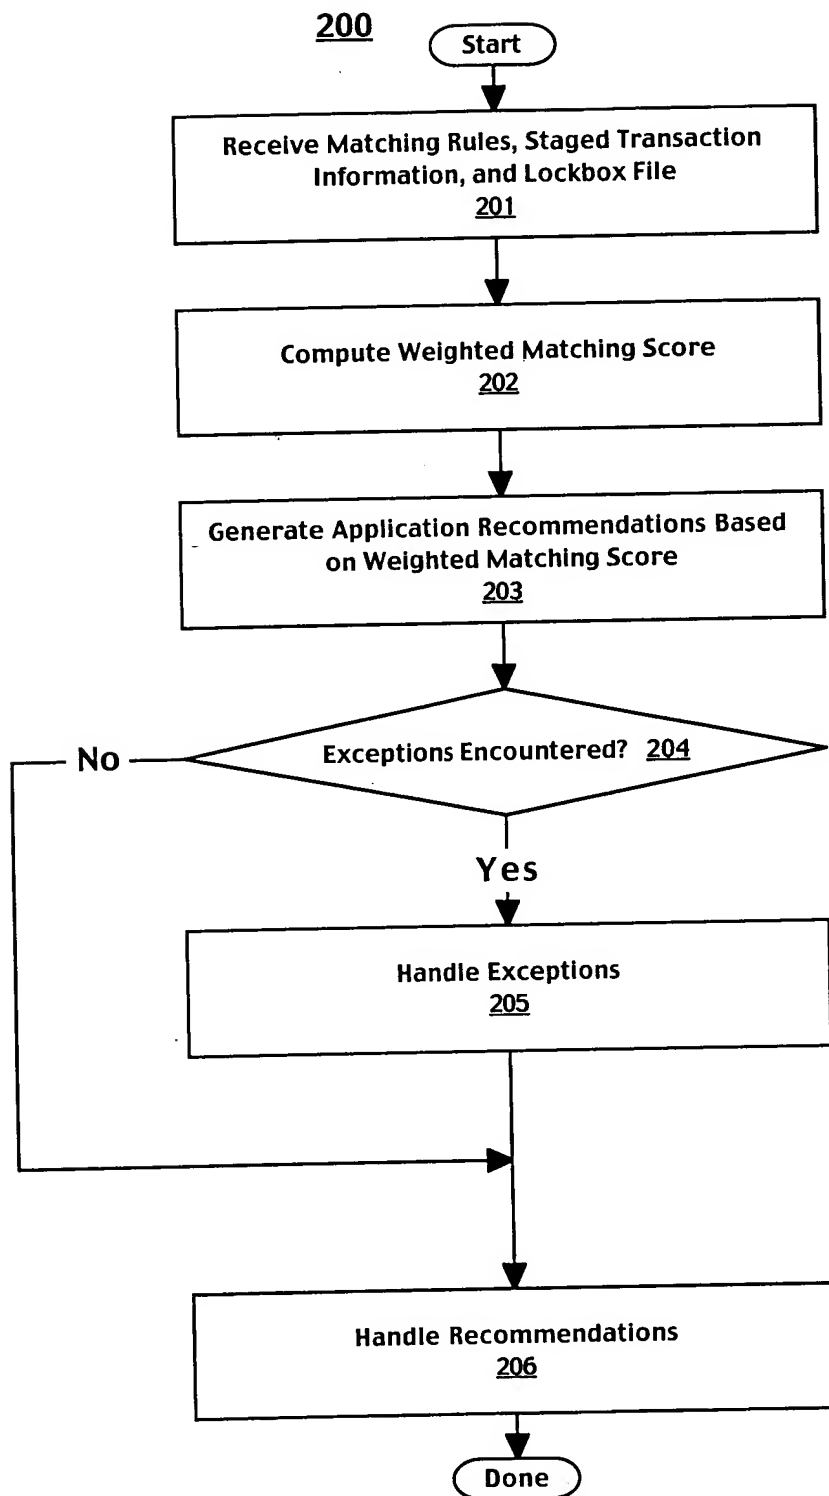 200
Start
Receive Matching Rules, Staged Transaction
Information, and Lockbox File
201
Compute Weighted Matching Score
202
Generate Application Recommendations Based
on Weighted Matching Score
203
Exceptions Encountered? 204
No
Yes
Handle Exceptions
205
Handle Recommendations
206
Done